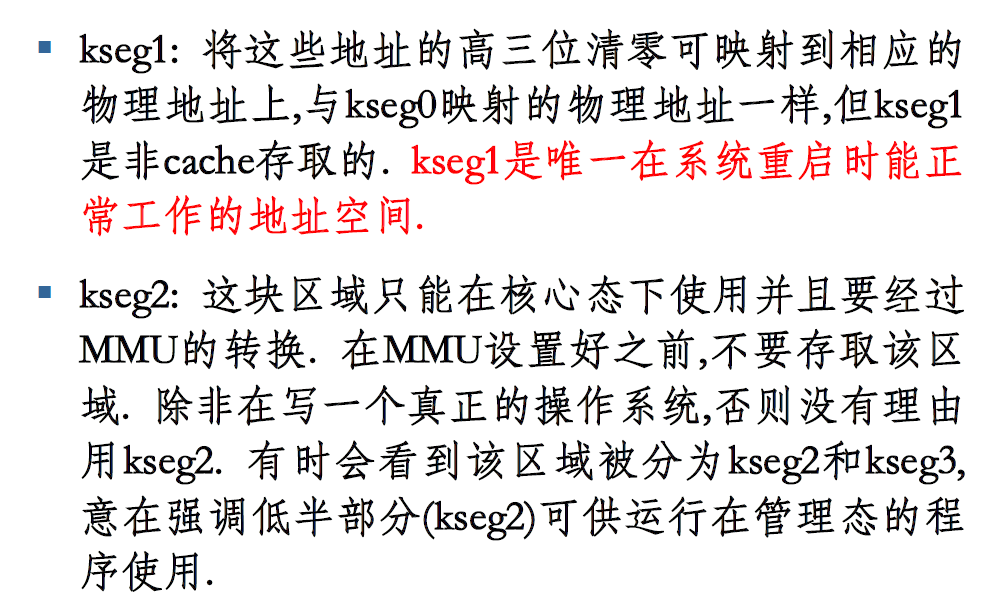 kseg1: 将这些地址的高三位清零可映射到相应的
物理地址上,与kseg0映射的物理地址一样,但kseg1
是非cache存取的. kseg1是唯一在系统重启时能正
常工作的地址空间.
kseg2: 这块区域只能在核心态下使用并且要经过
MMU的转换. 在MMU设置好之前,不要存取该区
域. 除非在写一个真正的操作系统,否则没有理由
用kseg2. 有时会看到该区域被分为kseg2和kseg3,
意在强调低半部分(kseg2)可供运行在管理态的程
序使用.